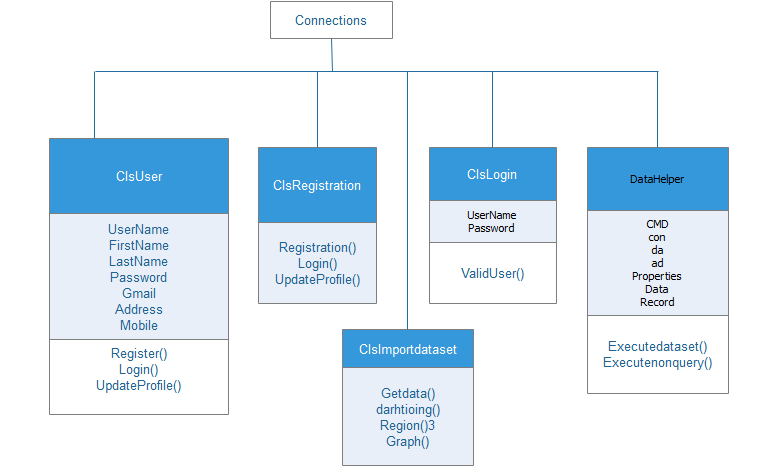 Connections
ClsUser
UserName
FirstName
LastName
Password
Gmail
Address
Mobile
Register()
Login()
UpdateProfile()
ClsRegistration
Registration()
Login()
UpdateProfile()
ClsImportdataset
Getdata()
darhtioing()
Region()3
Graph()
ClsLogin
UserName
Password
ValidUser()
DataHelper
CMD
con
da
ad
Properties
Data
Record
Executedataset()
Executenonquery()